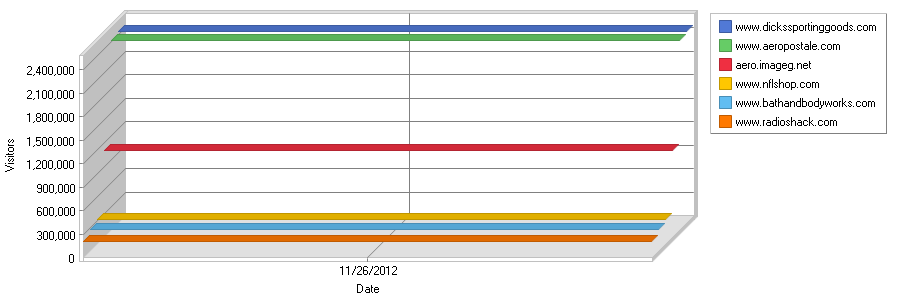 www.dickssportinggoods.com
www.aeropostale.com
aero.imageg.net
www.nflshop.com
www.bathandbodyworks.com
www.radioshack.com
Visitors
2,400,000
2,100,000
1,800,000
1,500,000
1,200,000
900,000
600,000
300,000
0
11/26/2012
Date